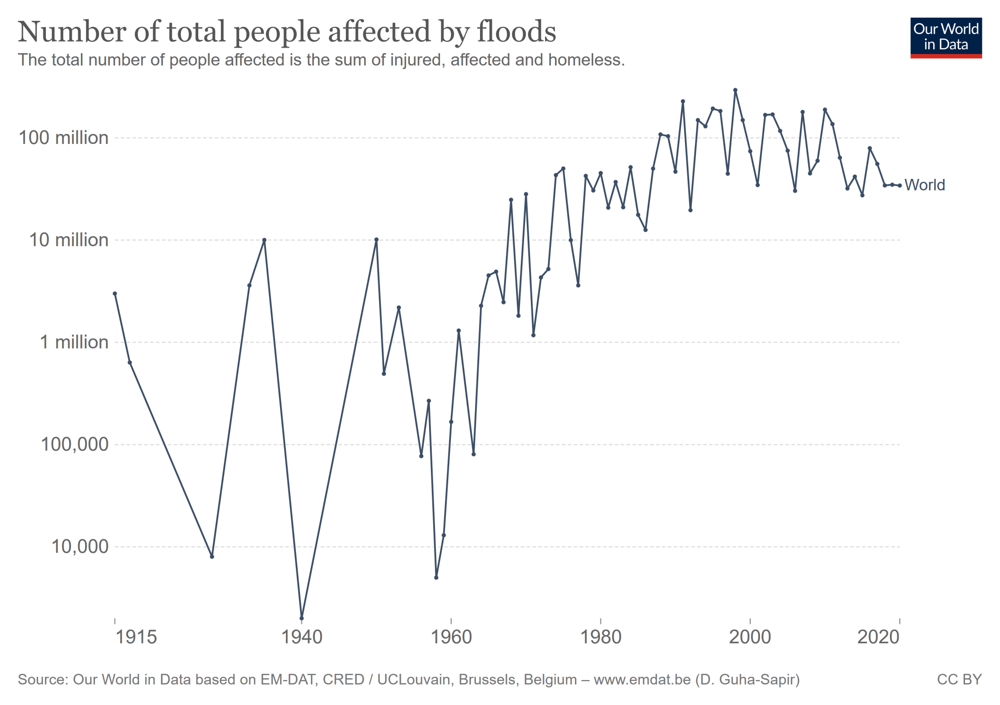 Number of total people affected by floods
The total number of people affected is the sum of injured, affected and homeless.
Our World
in Data
100 million
10 million
1 million
100,000
10,000
World
1915
1940
1960
1980
2000
2020
Source: Our World in Data based on EM-DAT, CRED / UCLouvain, Brussels, Belgium – www.emdat.be (D. Guha-Sapir)
CC BY